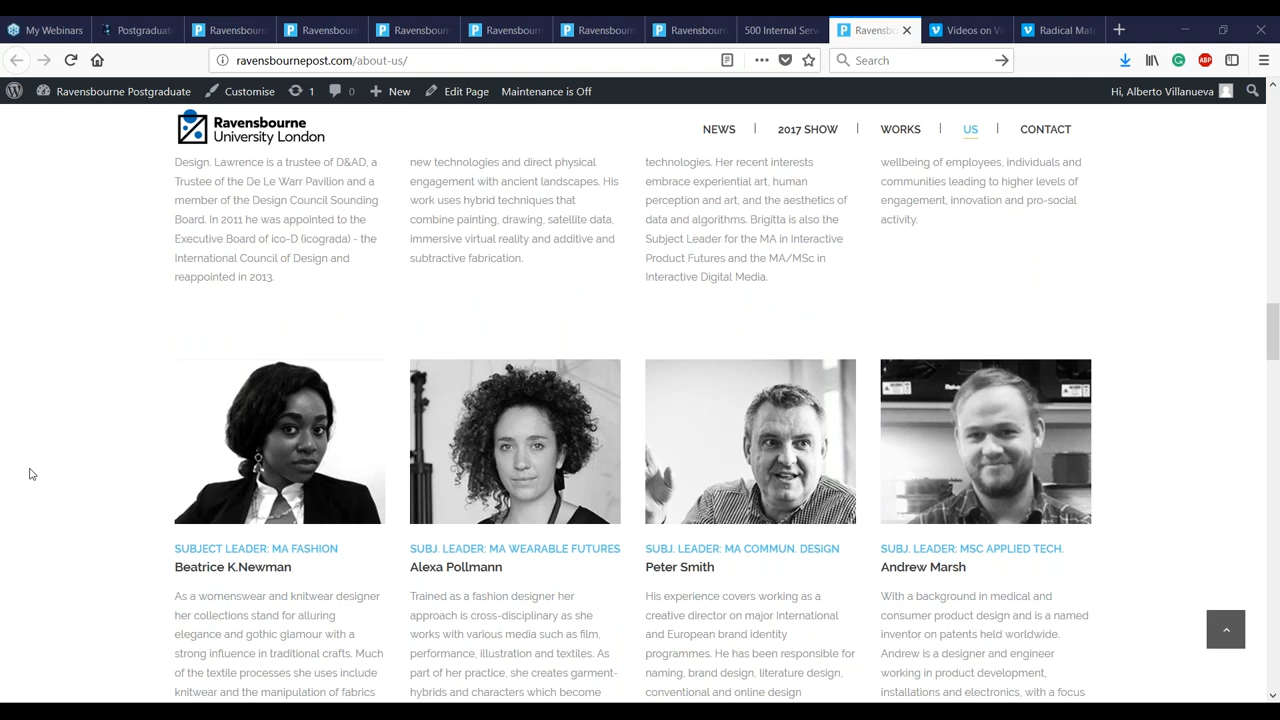 My Webinars
Postgraduat
Ravensbourn
Ravensbourn
Ravensbourn
Ravensbourn
Ravensbourn
Ravensbourn
500 Internal Serv
Ravensbo
Videos on Vi
Radical Mat
ravensbournepost.com/about-us/
Search
Ravensbourne Postgraduate
Customise
1
0
New
Edit Page
Maintenance is Off
Hi, Alberto Villanueva
Ravensbourne
University London
NEWS
2017 SHOW
WORKS
US
CONTACT
Design. Lawrence is a trustee of D&AD, a
Trustee of the De Le Warr Pavilion and a
member of the Design Council Sounding
Board. In 2011 he was appointed to the
Executive Board of ico-D (icograda) - the
International Council of Design and
reappointed in 2013.
new technologies and direct physical
engagement with ancient landscapes. His
work uses hybrid techniques that
combine painting, drawing, satellite data,
immersive virtual reality and additive and
subtractive fabrication.
technologies. Her recent interests
embrace experiential art, human
perception and art, and the aesthetics of
data and algorithms. Brigitta is also the
Subject Leader for the MA in Interactive
Product Futures and the MA/MSc in
Interactive Digital Media.
wellbeing of employees, individuals and
communities leading to higher levels of
engagement, innovation and pro-social
activity.
SUBJECT LEADER: MA FASHION
Beatrice K.Newman
As a womenswear and knitwear designer
her collections stand for alluring
elegance and gothic glamour with a
strong influence in traditional crafts. Much
of the textile processes she uses include
knitwear and the manipulation of fabrics
SUBJ. LEADER: MA WEARABLE FUTURES
Alexa Pollmann
Trained as a fashion designer her
approach is cross-disciplinary as she
works with various media such as film,
performance, illustration and textiles. As
part of her practice, she creates garment-
hybrids and characters which become
SUBJ. LEADER: MA COMMUN. DESIGN
Peter Smith
His experience covers working as a
creative director on major International
and European brand identity
programmes. He has been responsible for
naming, brand design, literature design,
conventional and online design
SUBJ. LEADER: MSC APPLIED TECH.
Andrew Marsh
With a background in medical and
consumer product design and is a named
inventor on patents held worldwide.
Andrew is a designer and engineer
working in product development,
installations and electronics, with a focus